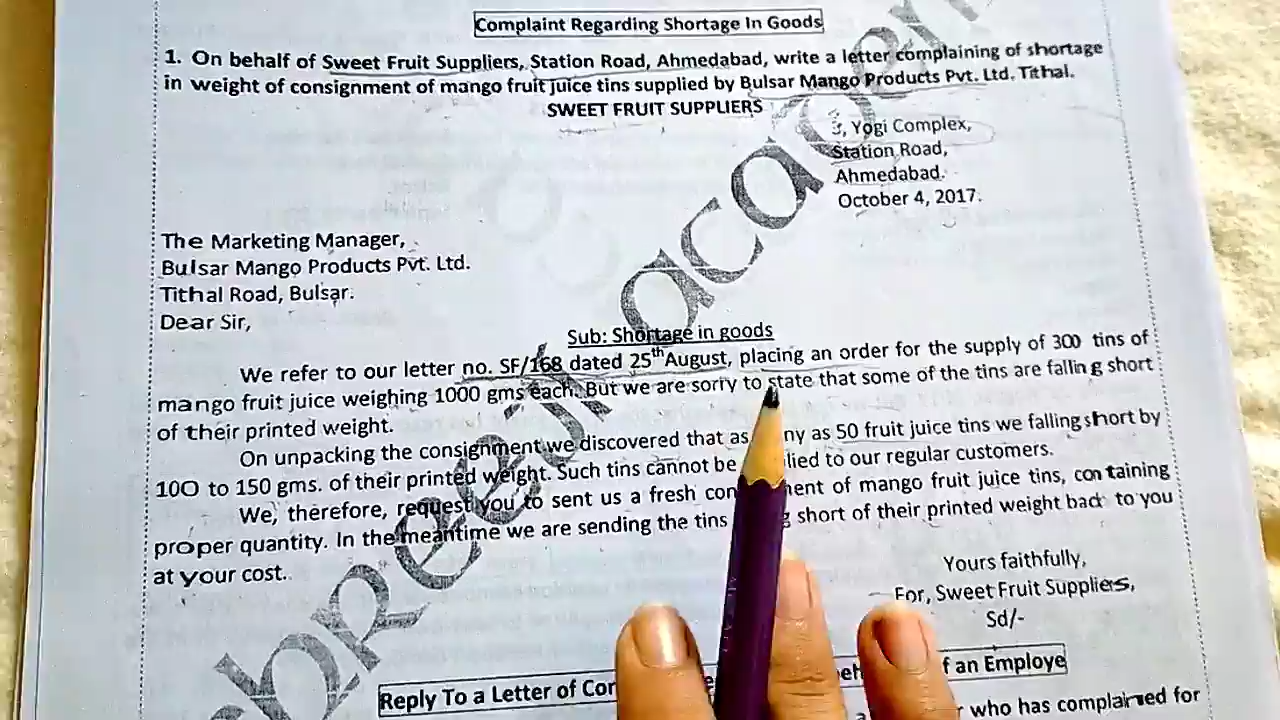 Complaint Regarding Shortage In Goods
1. On behalf of Sweet Fruit Suppliers, Station Road, Ahmedabad, write a letter complaining of shortage
in weight of consignment of mango fruit juice tins supplied by Bulsar Mango Products Pvt. Ltd. Tithal.
SWEET FRUIT SUPPLIERS
3, Yogi Complex,
Station Road,
Ahmedabad.
October 4, 2017.
The Marketing Manager,
Bulsar Mango Products Pvt. Ltd.
Tithal Road, Bulsar.
Dear Sir,
Sub: Shortage in goods
We refer to our letter no. SF/168 dated 25th August, placing an order for the supply of 300 tins of
mango fruit juice weighing 1000 gms each. But we are sorry to state that some of the tins are falling short
of their printed weight.
On unpacking the consignment we discovered that as ny as 50 fruit juice tins we falling short by
100 to 150 gms. of their printed weight. Such tins cannot be lied to our regular customers.
We, therefore, request you to sent us a fresh con ent of mango fruit juice tins, containing
proper quantity. In the meantime we are sending the tins g short of their printed weight back to you
at your cost.
Yours faithfully,
For, Sweet Fruit Suppliers,
Sd/-
Reply To a Letter of Con f an Employe
who has complained for